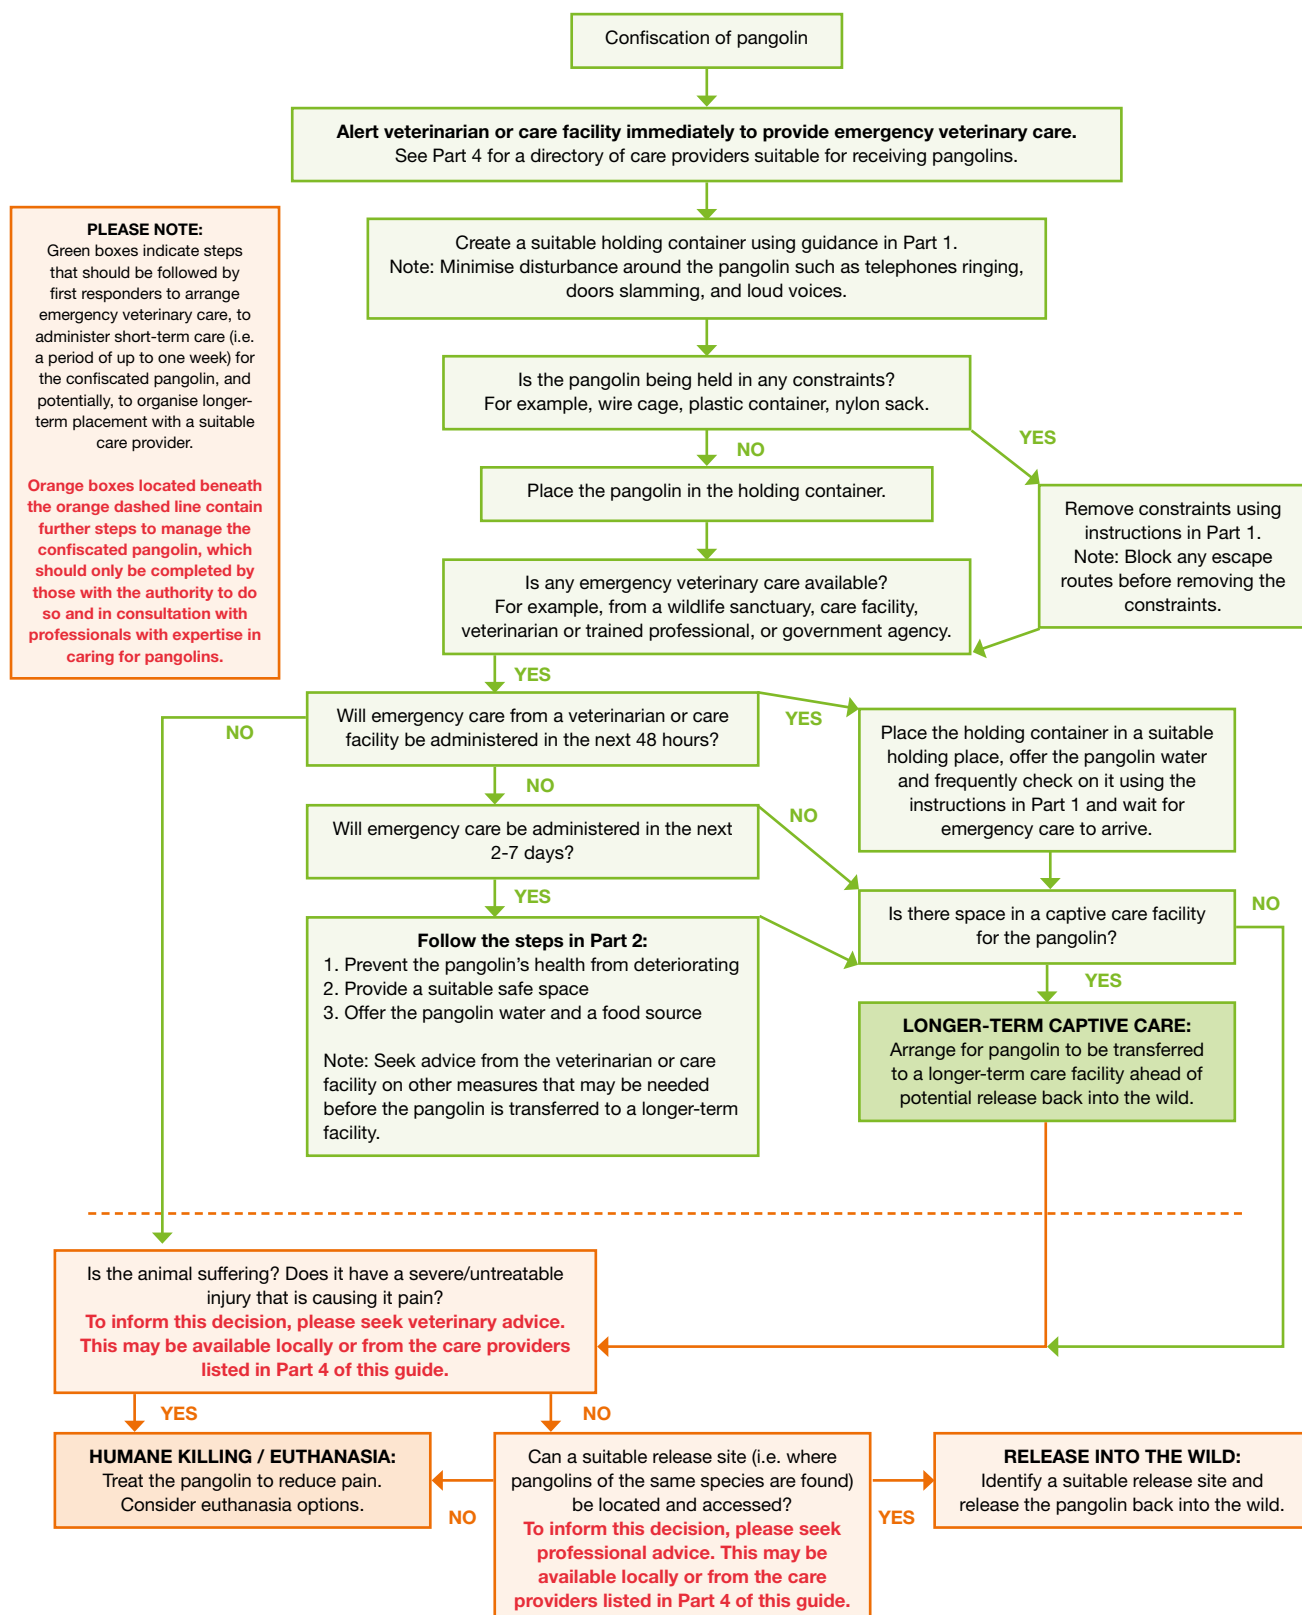 Confiscation of pangolin
Alert veterinarian or care facility immediately to provide emergency veterinary care.
See Part 4 for a directory of care providers suitable for receiving pangolins.
PLEASE NOTE:
Green boxes indicate steps
that should be followed by
first responders to arrange
emergency veterinary care, to
administer short-term care (i.e.
a period of up to one week) for
the confiscated pangolin, and
potentially, to organise longer-
term placement with a suitable
care provider.
Orange boxes located beneath
the orange dashed line contain
further steps to manage the
confiscated pangolin, which
should only be completed by
those with the authority to do
so and in consultation with
professionals with expertise in
caring for pangolins.
Create a suitable holding container using guidance in Part 1.
Note: Minimise disturbance around the pangolin such as telephones ringing,
doors slamming, and loud voices.
Is the pangolin being held in any constraints?
For example, wire cage, plastic container, nylon sack.
YES
NO
Place the pangolin in the holding container.
Remove constraints using
instructions in Part 1.
Note: Block any escape
routes before removing the
constraints.
Is any emergency veterinary care available?
For example, from a wildlife sanctuary, care facility,
veterinarian or trained professional, or government agency.
YES
NO
Will emergency care from a veterinarian or care
facility be administered in the next 48 hours?
YES
Place the holding container in a suitable
holding place, offer the pangolin water
and frequently check on it using the
instructions in Part 1 and wait for
emergency care to arrive.
NO
Will emergency care be administered in the next
2-7 days?
NO
YES
Is there space in a captive care facility
for the pangolin?
NO
YES
Follow the steps in Part 2:
1. Prevent the pangolin's health from deteriorating
2. Provide a suitable safe space
3. Offer the pangolin water and a food source
Note: Seek advice from the veterinarian or care
facility on other measures that may be needed
before the pangolin is transferred to a longer-term
facility.
LONGER-TERM CAPTIVE CARE:
Arrange for pangolin to be transferred
to a longer-term care facility ahead of
potential release back into the wild.
Is the animal suffering? Does it have a severe/untreatable
injury that is causing it pain?
To inform this decision, please seek veterinary advice.
This may be available locally or from the care providers
listed in Part 4 of this guide.
YES
NO
HUMANE KILLING / EUTHANASIA:
Treat the pangolin to reduce pain.
Consider euthanasia options.
NO
Can a suitable release site (i.e. where
pangolins of the same species are found)
be located and accessed?
To inform this decision, please seek
professional advice. This may be
available locally or from the care
providers listed in Part 4 of this guide.
YES
RELEASE INTO THE WILD:
Identify a suitable release site and
release the pangolin back into the wild.